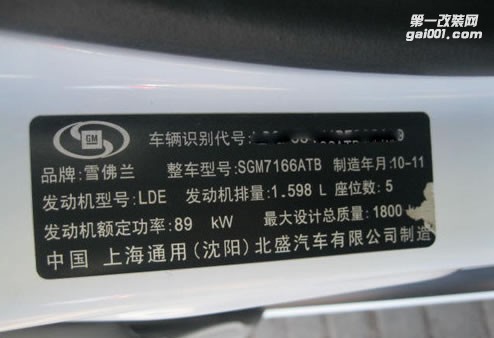 第一改装网
gai001.com
GM
车辆识别代号:
品牌:雪佛兰 整车型号:SGM7166ATB 制造年月:10-11
发动机型号:LDE 发动机排量:1.598 L 座位数:5
发动机额定功率:89 kW 最大设计总质量:1800
中国 上海通用(沈阳)北盛汽车有限公司制造